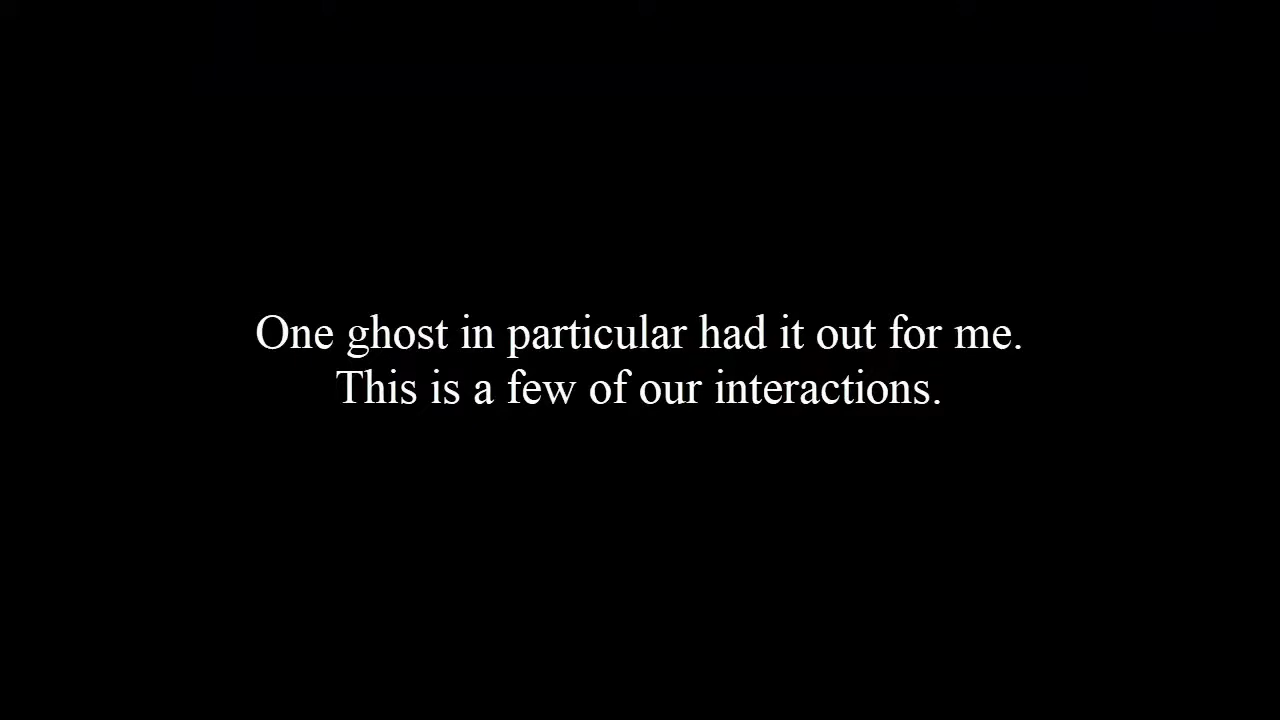 One ghost in particular had it out for me.
This is a few of our interactions.